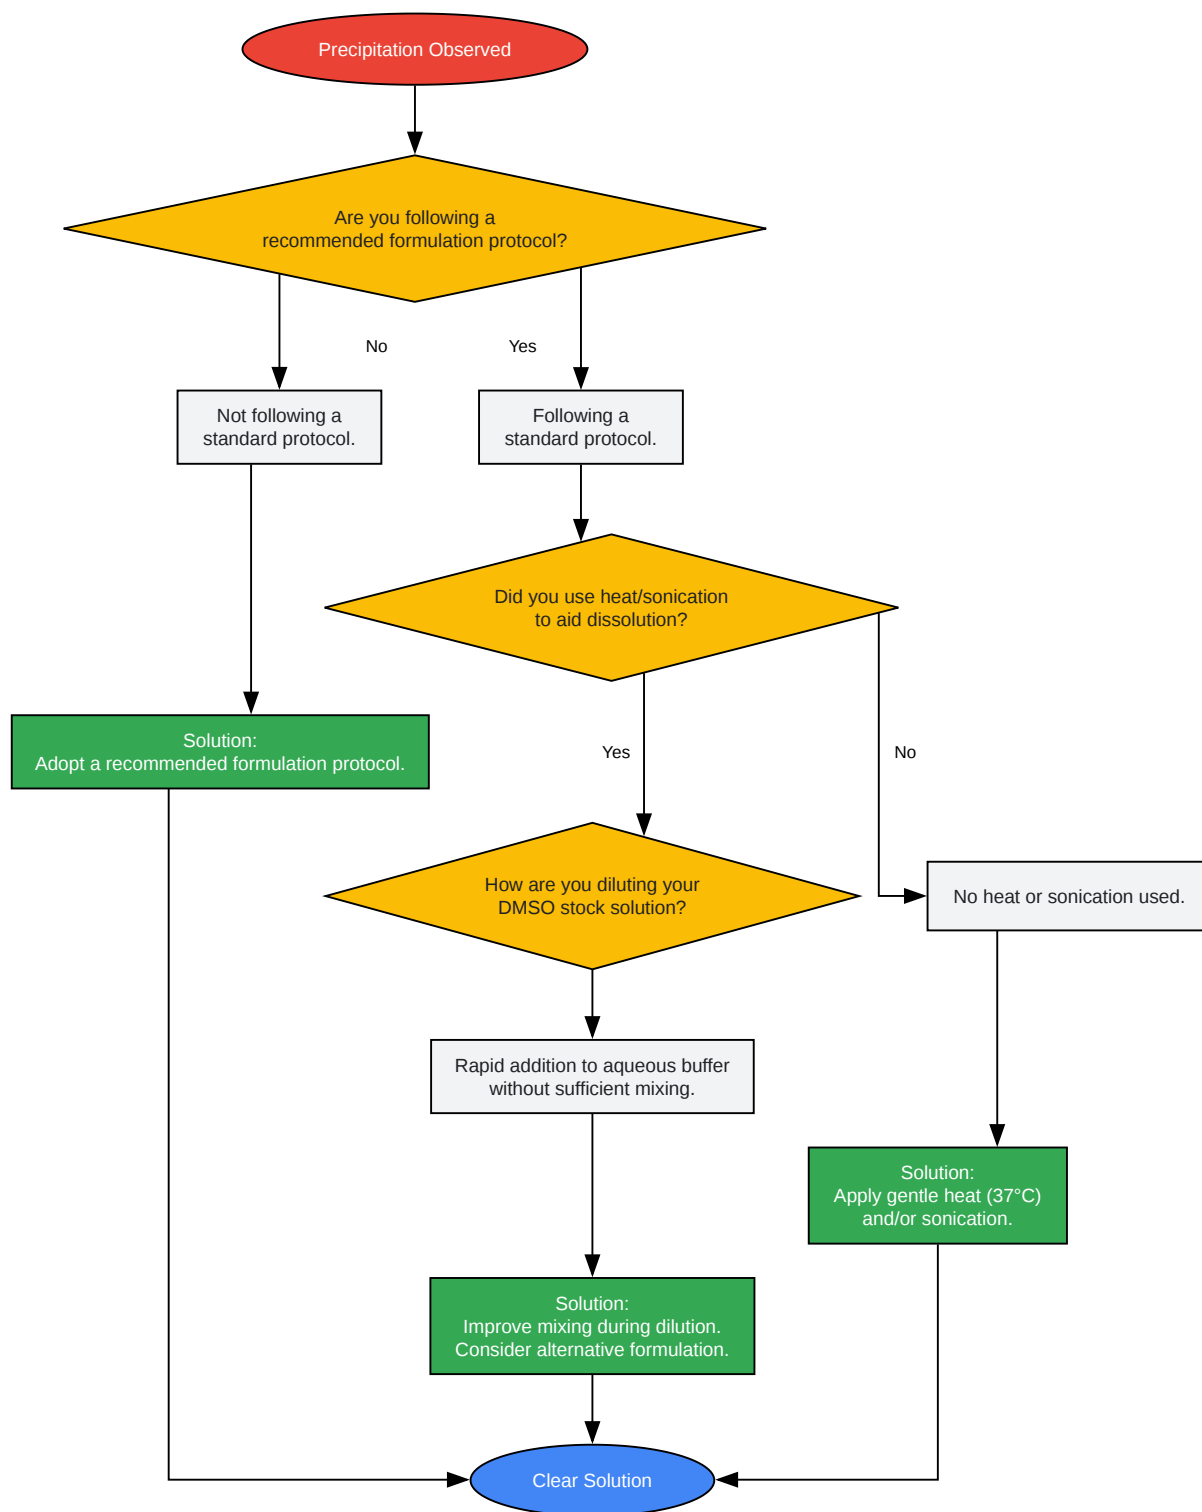 Precipitation Observed
Are you following a
recommended formulation protocol?
No
Yes
Not following a
standard protocol.
Following a
standard protocol.
Did you use heat/sonication
to aid dissolution?
Solution:
Adopt a recommended formulation protocol.
Yes
No
How are you diluting your
DMSO stock solution?
No heat or sonication used.
Rapid addition to aqueous buffer
without sufficient mixing.
Solution:
Apply gentle heat (37°C)
and/or sonication.
Solution:
Improve mixing during dilution.
Consider alternative formulation.
Clear Solution